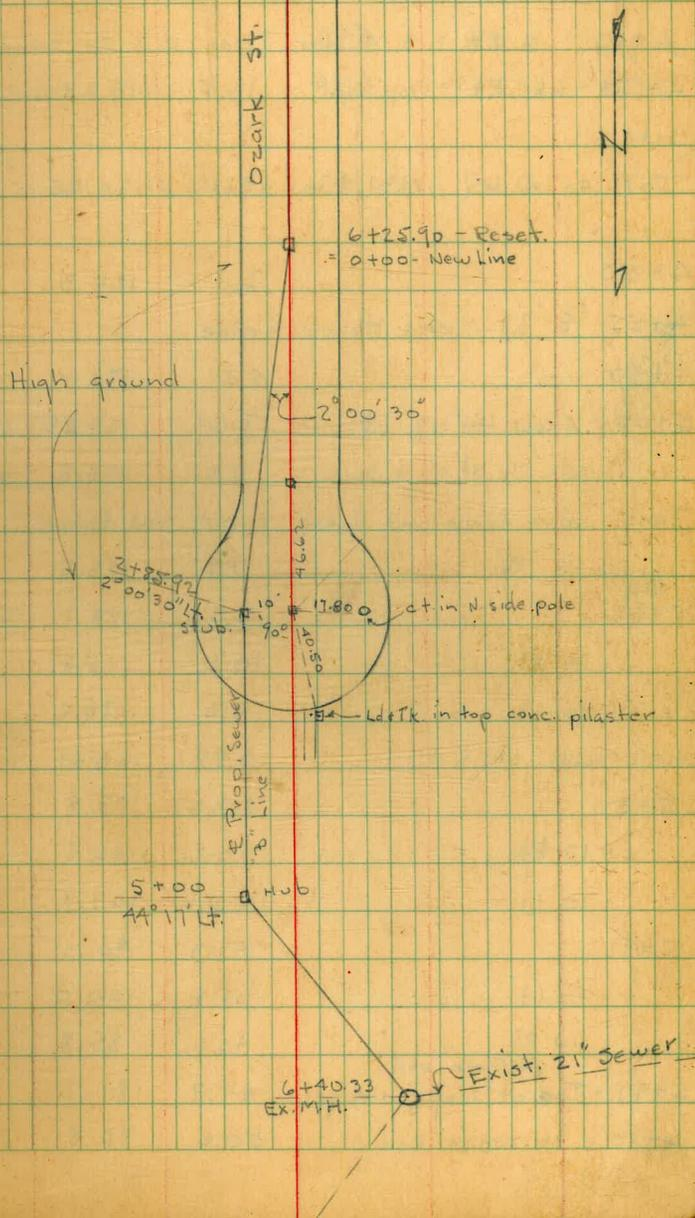 Ozark St.
N
6+25.90 - Reset.
= 0+00 - New Line
High ground
2° 00' 30"
46.62
2+85.92
2° 00' 30" Lt.
Stub.
10'
90°
17.80
ct. in N side pole
40.50
Ld & Tk in top conc. pilaster
℄ Prop. Sewer
"B" Line
5+00
44° 17' Lt.
Hub
6+40.33
Ex. M.H.
Exist. 21" Sewer